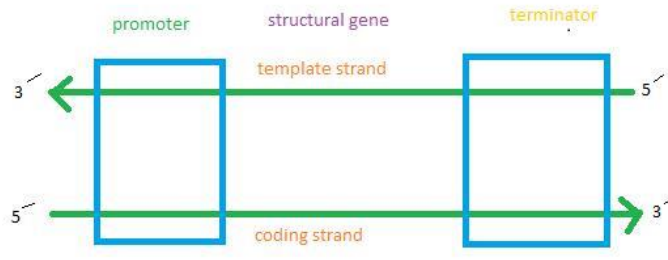 promoter structural gene terminator
template strand
3′ 5′
5′ 3′
coding strand